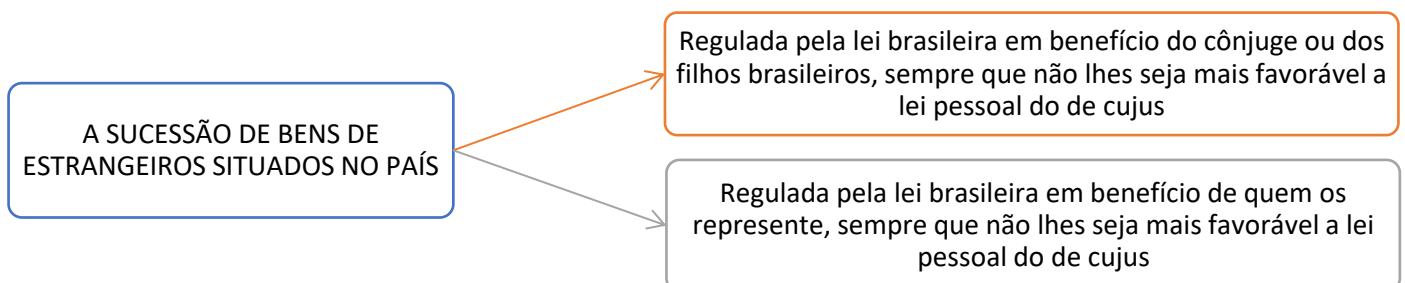 A SUCESSÃO DE BENS DE
ESTRANGEIROS SITUADOS NO PAÍS
Regulada pela lei brasileira em benefício do cônjuge ou dos
filhos brasileiros, sempre que não lhes seja mais favorável a
lei pessoal do de cujus
Regulada pela lei brasileira em benefício de quem os
represente, sempre que não lhes seja mais favorável a lei
pessoal do de cujus